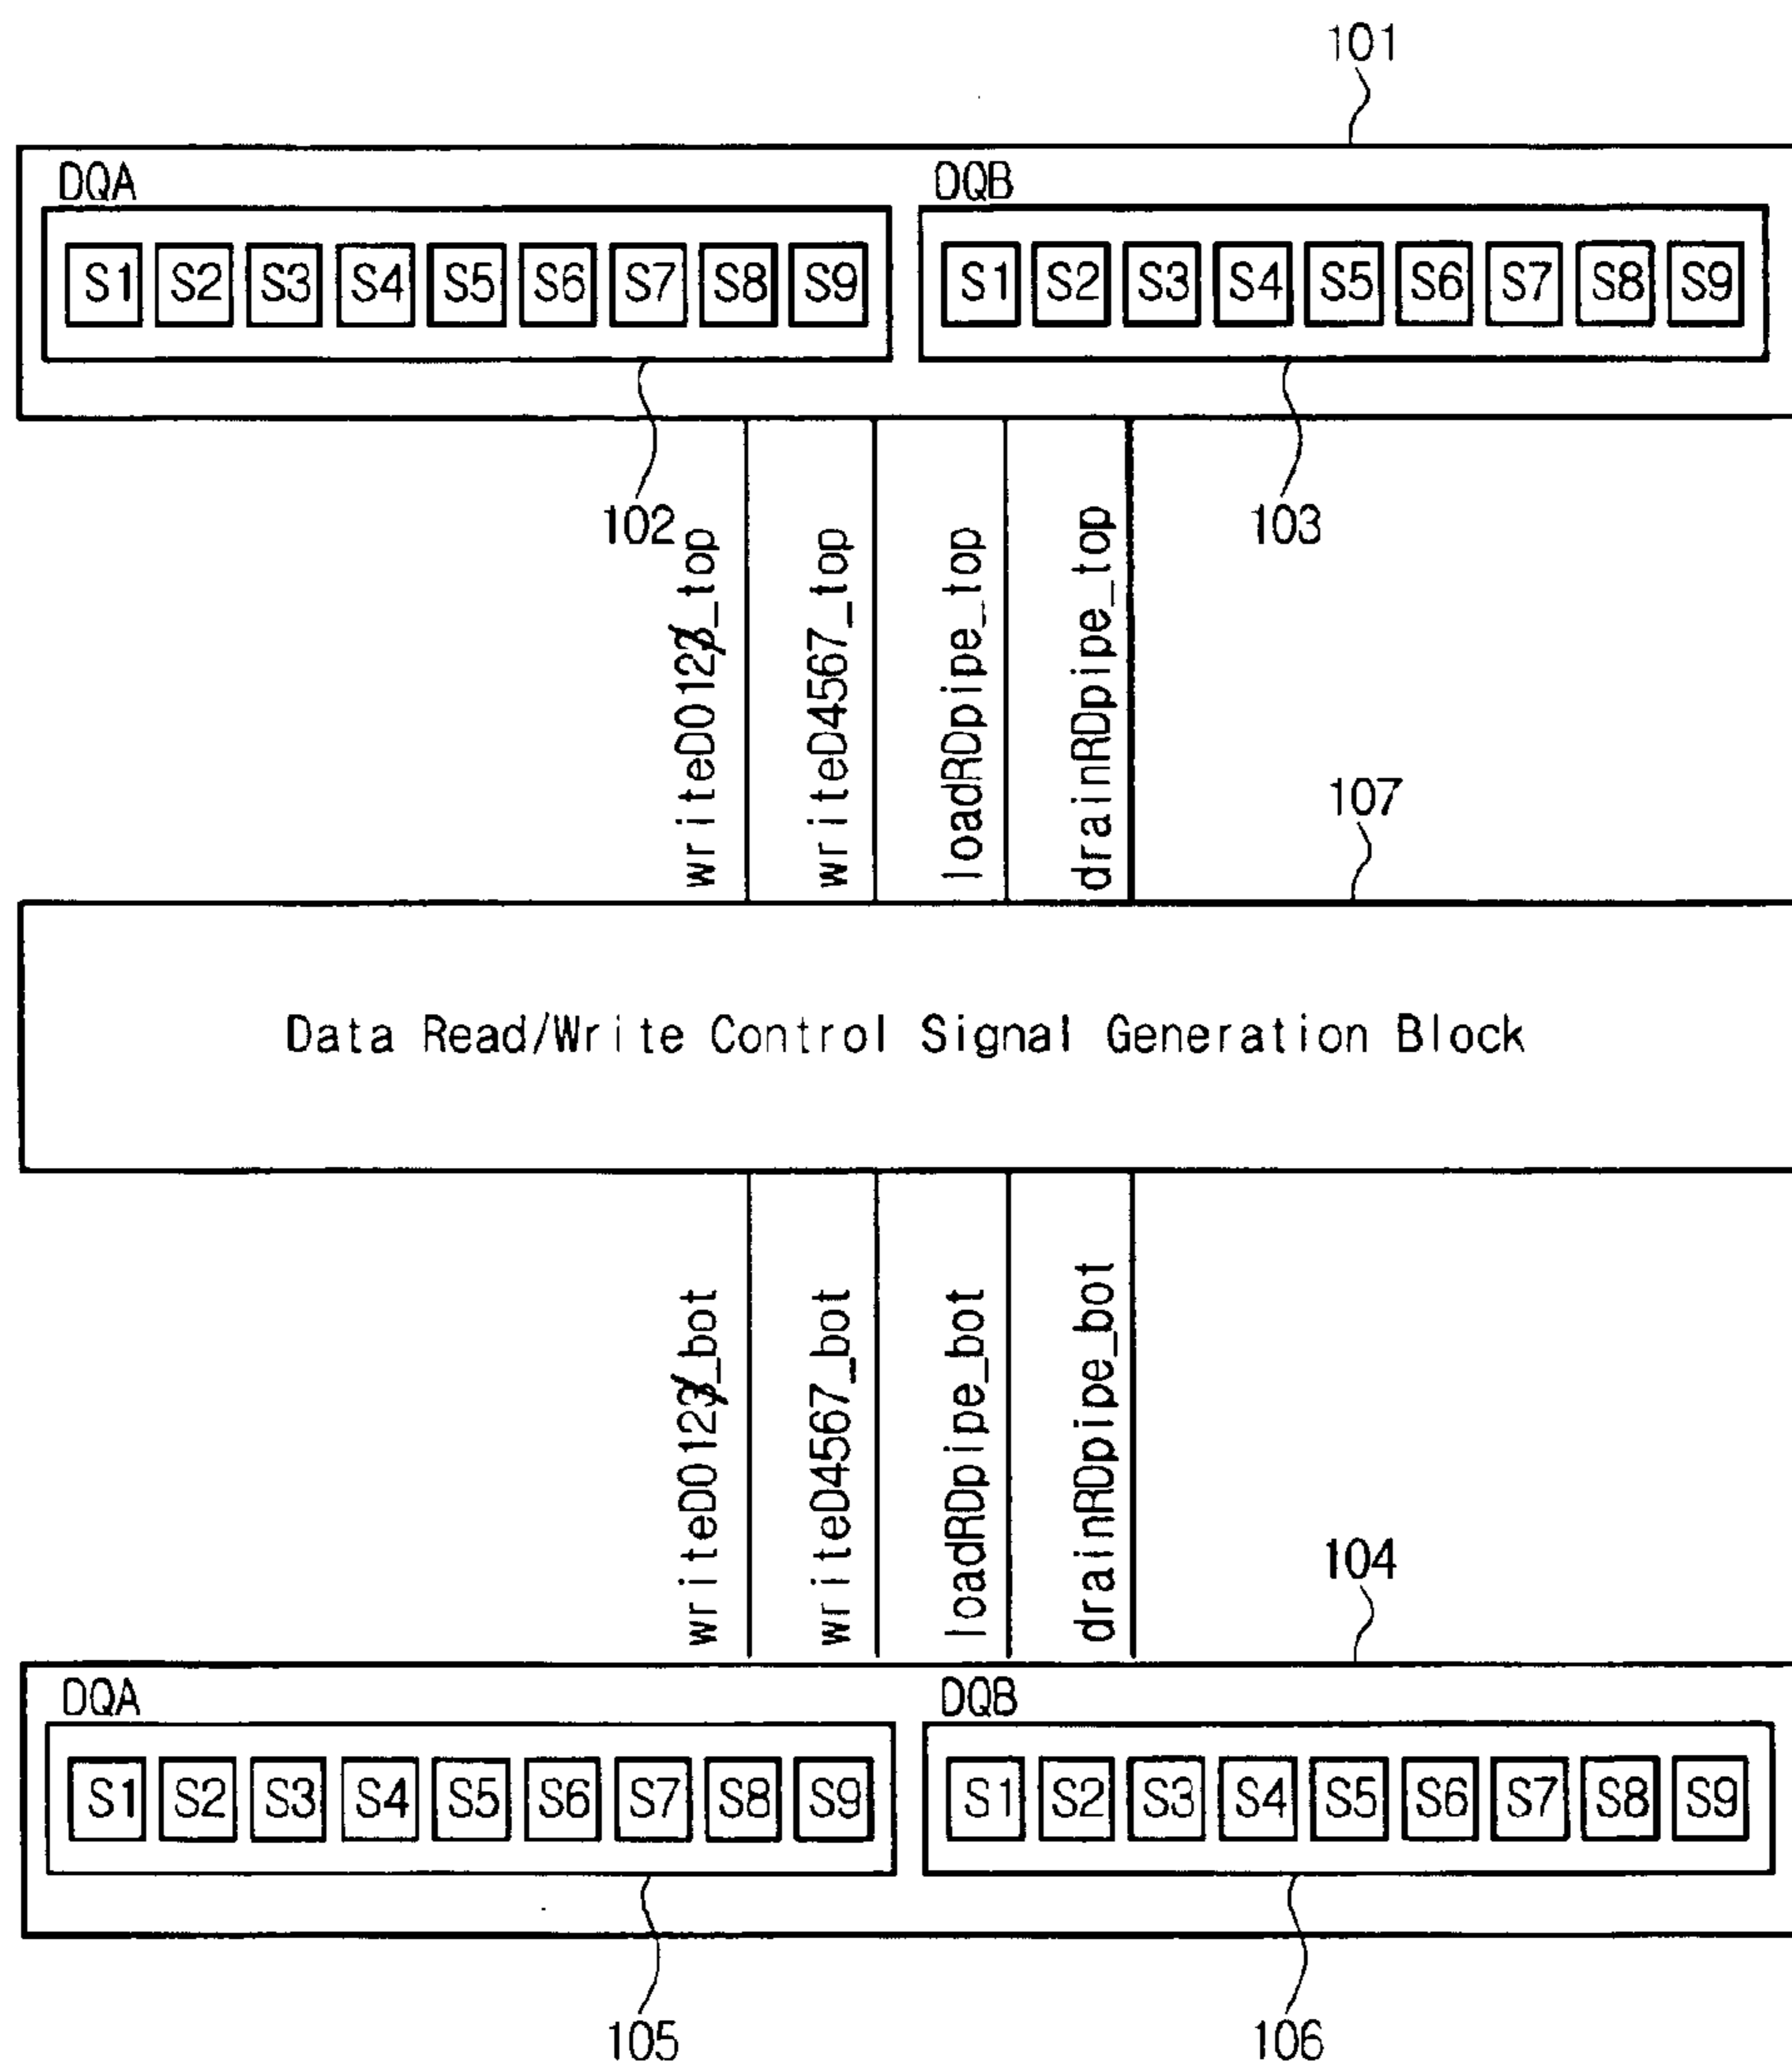 101
DQA DQB
S1 S2 S3 S4 S5 S6 S7 S8 S9 S1 S2 S3 S4 S5 S6 S7 S8 S9
102 103
writeD0123_top
writeD4567_top
loadRDpipe_top
drainRDpipe_top
107
Data Read/Write Control Signal Generation Block
writeD0123_bot
writeD4567_bot
loadRDpipe_bot
drainRDpipe_bot
104
DQA DQB
S1 S2 S3 S4 S5 S6 S7 S8 S9 S1 S2 S3 S4 S5 S6 S7 S8 S9
105 106